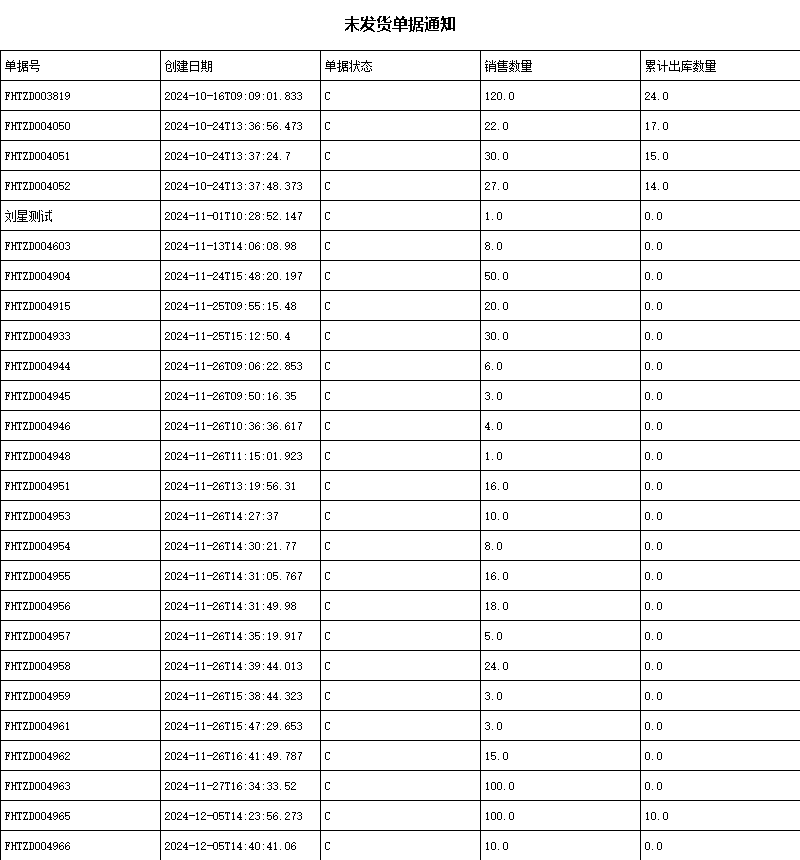 未发货单据通知
单据号 创建日期 单据状态 销售数量 累计出库数量
FHTZD003819 2024-10-16T09:09:01.833 C 120.0 24.0
FHTZD004050 2024-10-24T13:36:56.473 C 22.0 17.0
FHTZD004051 2024-10-24T13:37:24.7 C 30.0 15.0
FHTZD004052 2024-10-24T13:37:48.373 C 27.0 14.0
刘星测试 2024-11-01T10:28:52.147 C 1.0 0.0
FHTZD004603 2024-11-13T14:06:08.98 C 8.0 0.0
FHTZD004904 2024-11-24T15:48:20.197 C 50.0 0.0
FHTZD004915 2024-11-25T09:55:15.48 C 20.0 0.0
FHTZD004933 2024-11-25T15:12:50.4 C 30.0 0.0
FHTZD004944 2024-11-26T09:06:22.853 C 6.0 0.0
FHTZD004945 2024-11-26T09:50:16.35 C 3.0 0.0
FHTZD004946 2024-11-26T10:36:36.617 C 4.0 0.0
FHTZD004948 2024-11-26T11:15:01.923 C 1.0 0.0
FHTZD004951 2024-11-26T13:19:56.31 C 16.0 0.0
FHTZD004953 2024-11-26T14:27:37 C 10.0 0.0
FHTZD004954 2024-11-26T14:30:21.77 C 8.0 0.0
FHTZD004955 2024-11-26T14:31:05.767 C 16.0 0.0
FHTZD004956 2024-11-26T14:31:49.98 C 18.0 0.0
FHTZD004957 2024-11-26T14:35:19.917 C 5.0 0.0
FHTZD004958 2024-11-26T14:39:44.013 C 24.0 0.0
FHTZD004959 2024-11-26T15:38:44.323 C 3.0 0.0
FHTZD004961 2024-11-26T15:47:29.653 C 3.0 0.0
FHTZD004962 2024-11-26T16:41:49.787 C 15.0 0.0
FHTZD004963 2024-11-27T16:34:33.52 C 100.0 0.0
FHTZD004965 2024-12-05T14:23:56.273 C 100.0 10.0
FHTZD004966 2024-12-05T14:40:41.06 C 10.0 0.0